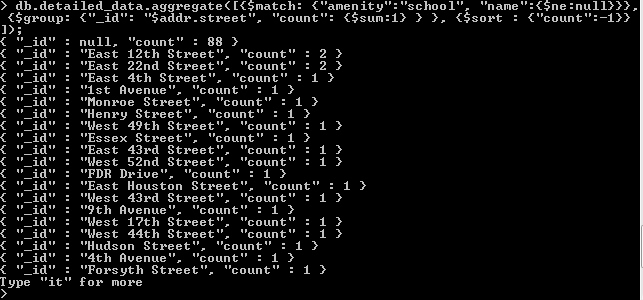 > db.detailed_data.aggregate([{$match: {"amenity":"school", "name":{$ne:null}}},
 {$group: {"_id": "$addr.street", "count": {$sum:1} } }, {$sort : {"count":-1}}
]);
{ "_id" : null, "count" : 88 }
{ "_id" : "East 12th Street", "count" : 2 }
{ "_id" : "East 22nd Street", "count" : 2 }
{ "_id" : "East 4th Street", "count" : 1 }
{ "_id" : "1st Avenue", "count" : 1 }
{ "_id" : "Monroe Street", "count" : 1 }
{ "_id" : "Henry Street", "count" : 1 }
{ "_id" : "West 49th Street", "count" : 1 }
{ "_id" : "Essex Street", "count" : 1 }
{ "_id" : "East 43rd Street", "count" : 1 }
{ "_id" : "West 52nd Street", "count" : 1 }
{ "_id" : "FDR Drive", "count" : 1 }
{ "_id" : "East Houston Street", "count" : 1 }
{ "_id" : "West 43rd Street", "count" : 1 }
{ "_id" : "9th Avenue", "count" : 1 }
{ "_id" : "West 17th Street", "count" : 1 }
{ "_id" : "West 44th Street", "count" : 1 }
{ "_id" : "Hudson Street", "count" : 1 }
{ "_id" : "4th Avenue", "count" : 1 }
{ "_id" : "Forsyth Street", "count" : 1 }
Type "it" for more
>